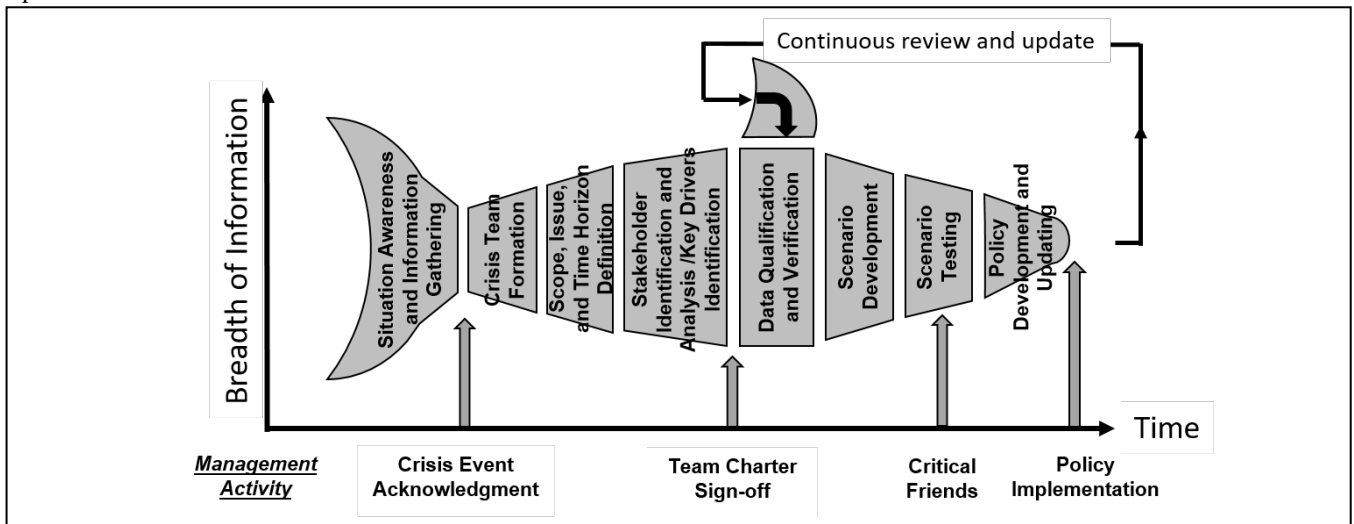 Continuous review and update
Breadth of Information
Situation Awareness
and Information
Gathering
Crisis Team
Formation
Scope, Issue,
and Time Horizon
Definition
Stakeholder
Identification and
Analysis /Key Drivers
Identification
Data Qualification
and Verification
Scenario
Development
Scenario
Testing
Policy
Development and
Updating
Time
Management
Activity
Crisis Event
Acknowledgment
Team Charter
Sign-off
Critical
Friends
Policy
Implementation